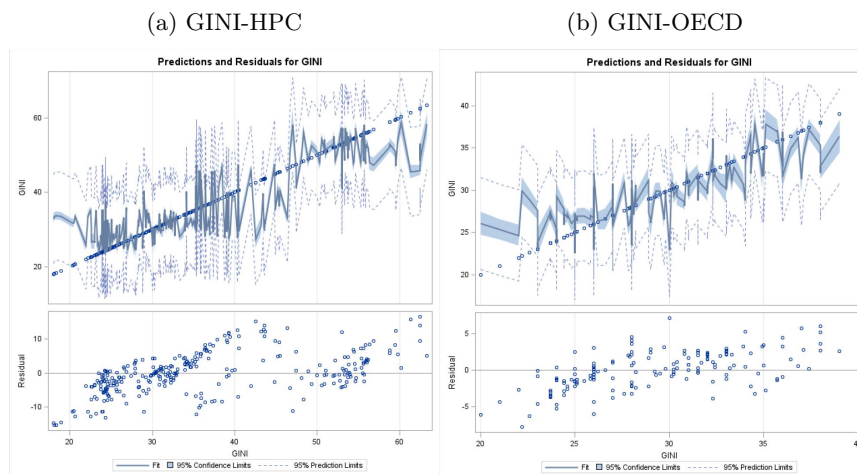 (a) GINI-HPC
(b) GINI-OECD
Predictions and Residuals for GINI
60
40
20
GINI
10
0
-10
Residual
20
30
40
50
60
GINI
Fit
95% Confidence Limits
95% Prediction Limits
Predictions and Residuals for GINI
40
35
30
25
20
GINI
5
0
-5
Residual
20
25
30
35
GINI
Fit
95% Confidence Limits
95% Prediction Limits